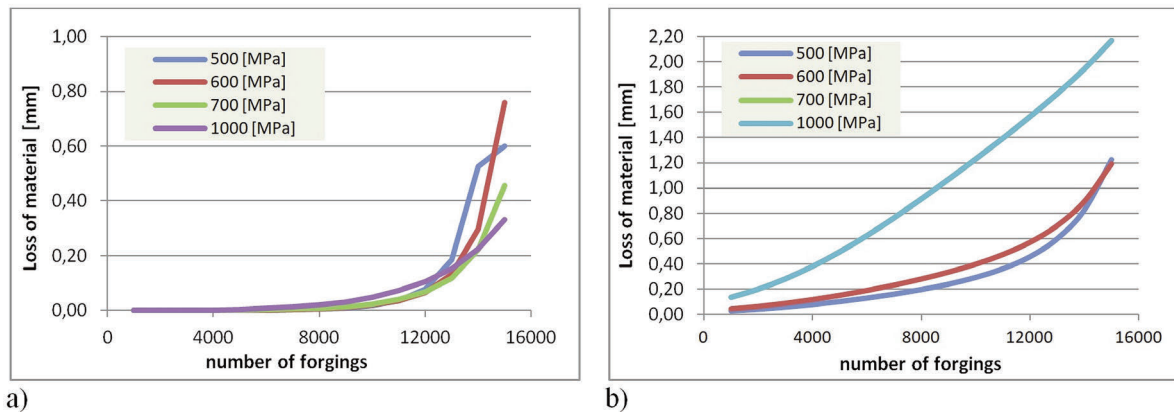 1,00
0,80
0,60
0,40
0,20
0,00
Loss of material [mm]
500 [MPa]
600 [MPa]
700 [MPa]
1000 [MPa]
0
4000
8000
12000
16000
number of forgings
a)
2,20
2,00
1,80
1,60
1,40
1,20
1,00
0,80
0,60
0,40
0,20
0,00
Loss of material [mm]
500 [MPa]
600 [MPa]
700 [MPa]
1000 [MPa]
0
4000
8000
12000
16000
number of forgings
b)